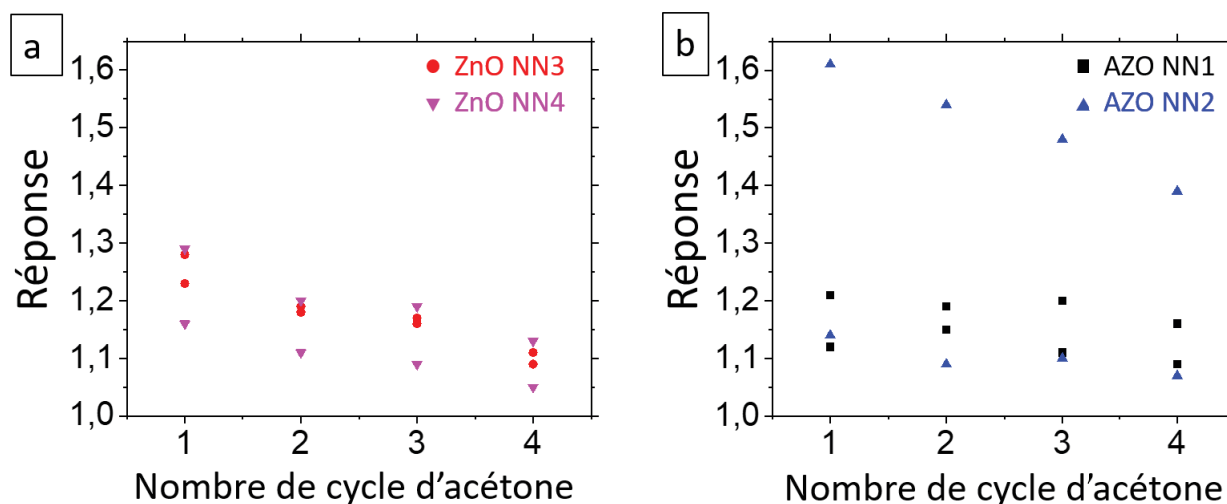 a
1,6
1,5
1,4
1,3
1,2
1,1
1,0
Réponse
ZnO NN3
ZnO NN4
1 2 3 4
Nombre de cycle d’acétone
b
1,6
1,5
1,4
1,3
1,2
1,1
1,0
Réponse
AZO NN1
AZO NN2
1 2 3 4
Nombre de cycle d’acétone